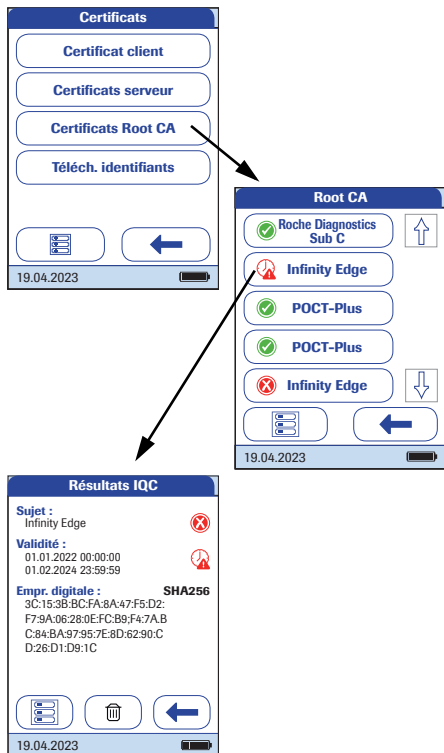 Certificats
Certificat client
Certificats serveur
Certificats Root CA
Téléch. identifiants
19.04.2023
Root CA
Roche Diagnostics
Sub C
Infinity Edge
POCT-Plus
POCT-Plus
Infinity Edge
19.04.2023
Résultats IQC
Sujet :
Infinity Edge
Validité :
01.01.2022 00:00:00
01.02.2024 23:59:59
Empr. digitale : SHA256
3C:15:3B:BC:FA:8A:47:F5:D2:
F7:9A:06:28:0E:FC:B9;F4:7A.B
C:84:BA:97:95:7E:8D:62:90:C
D:26:D1:D9:1C
19.04.2023